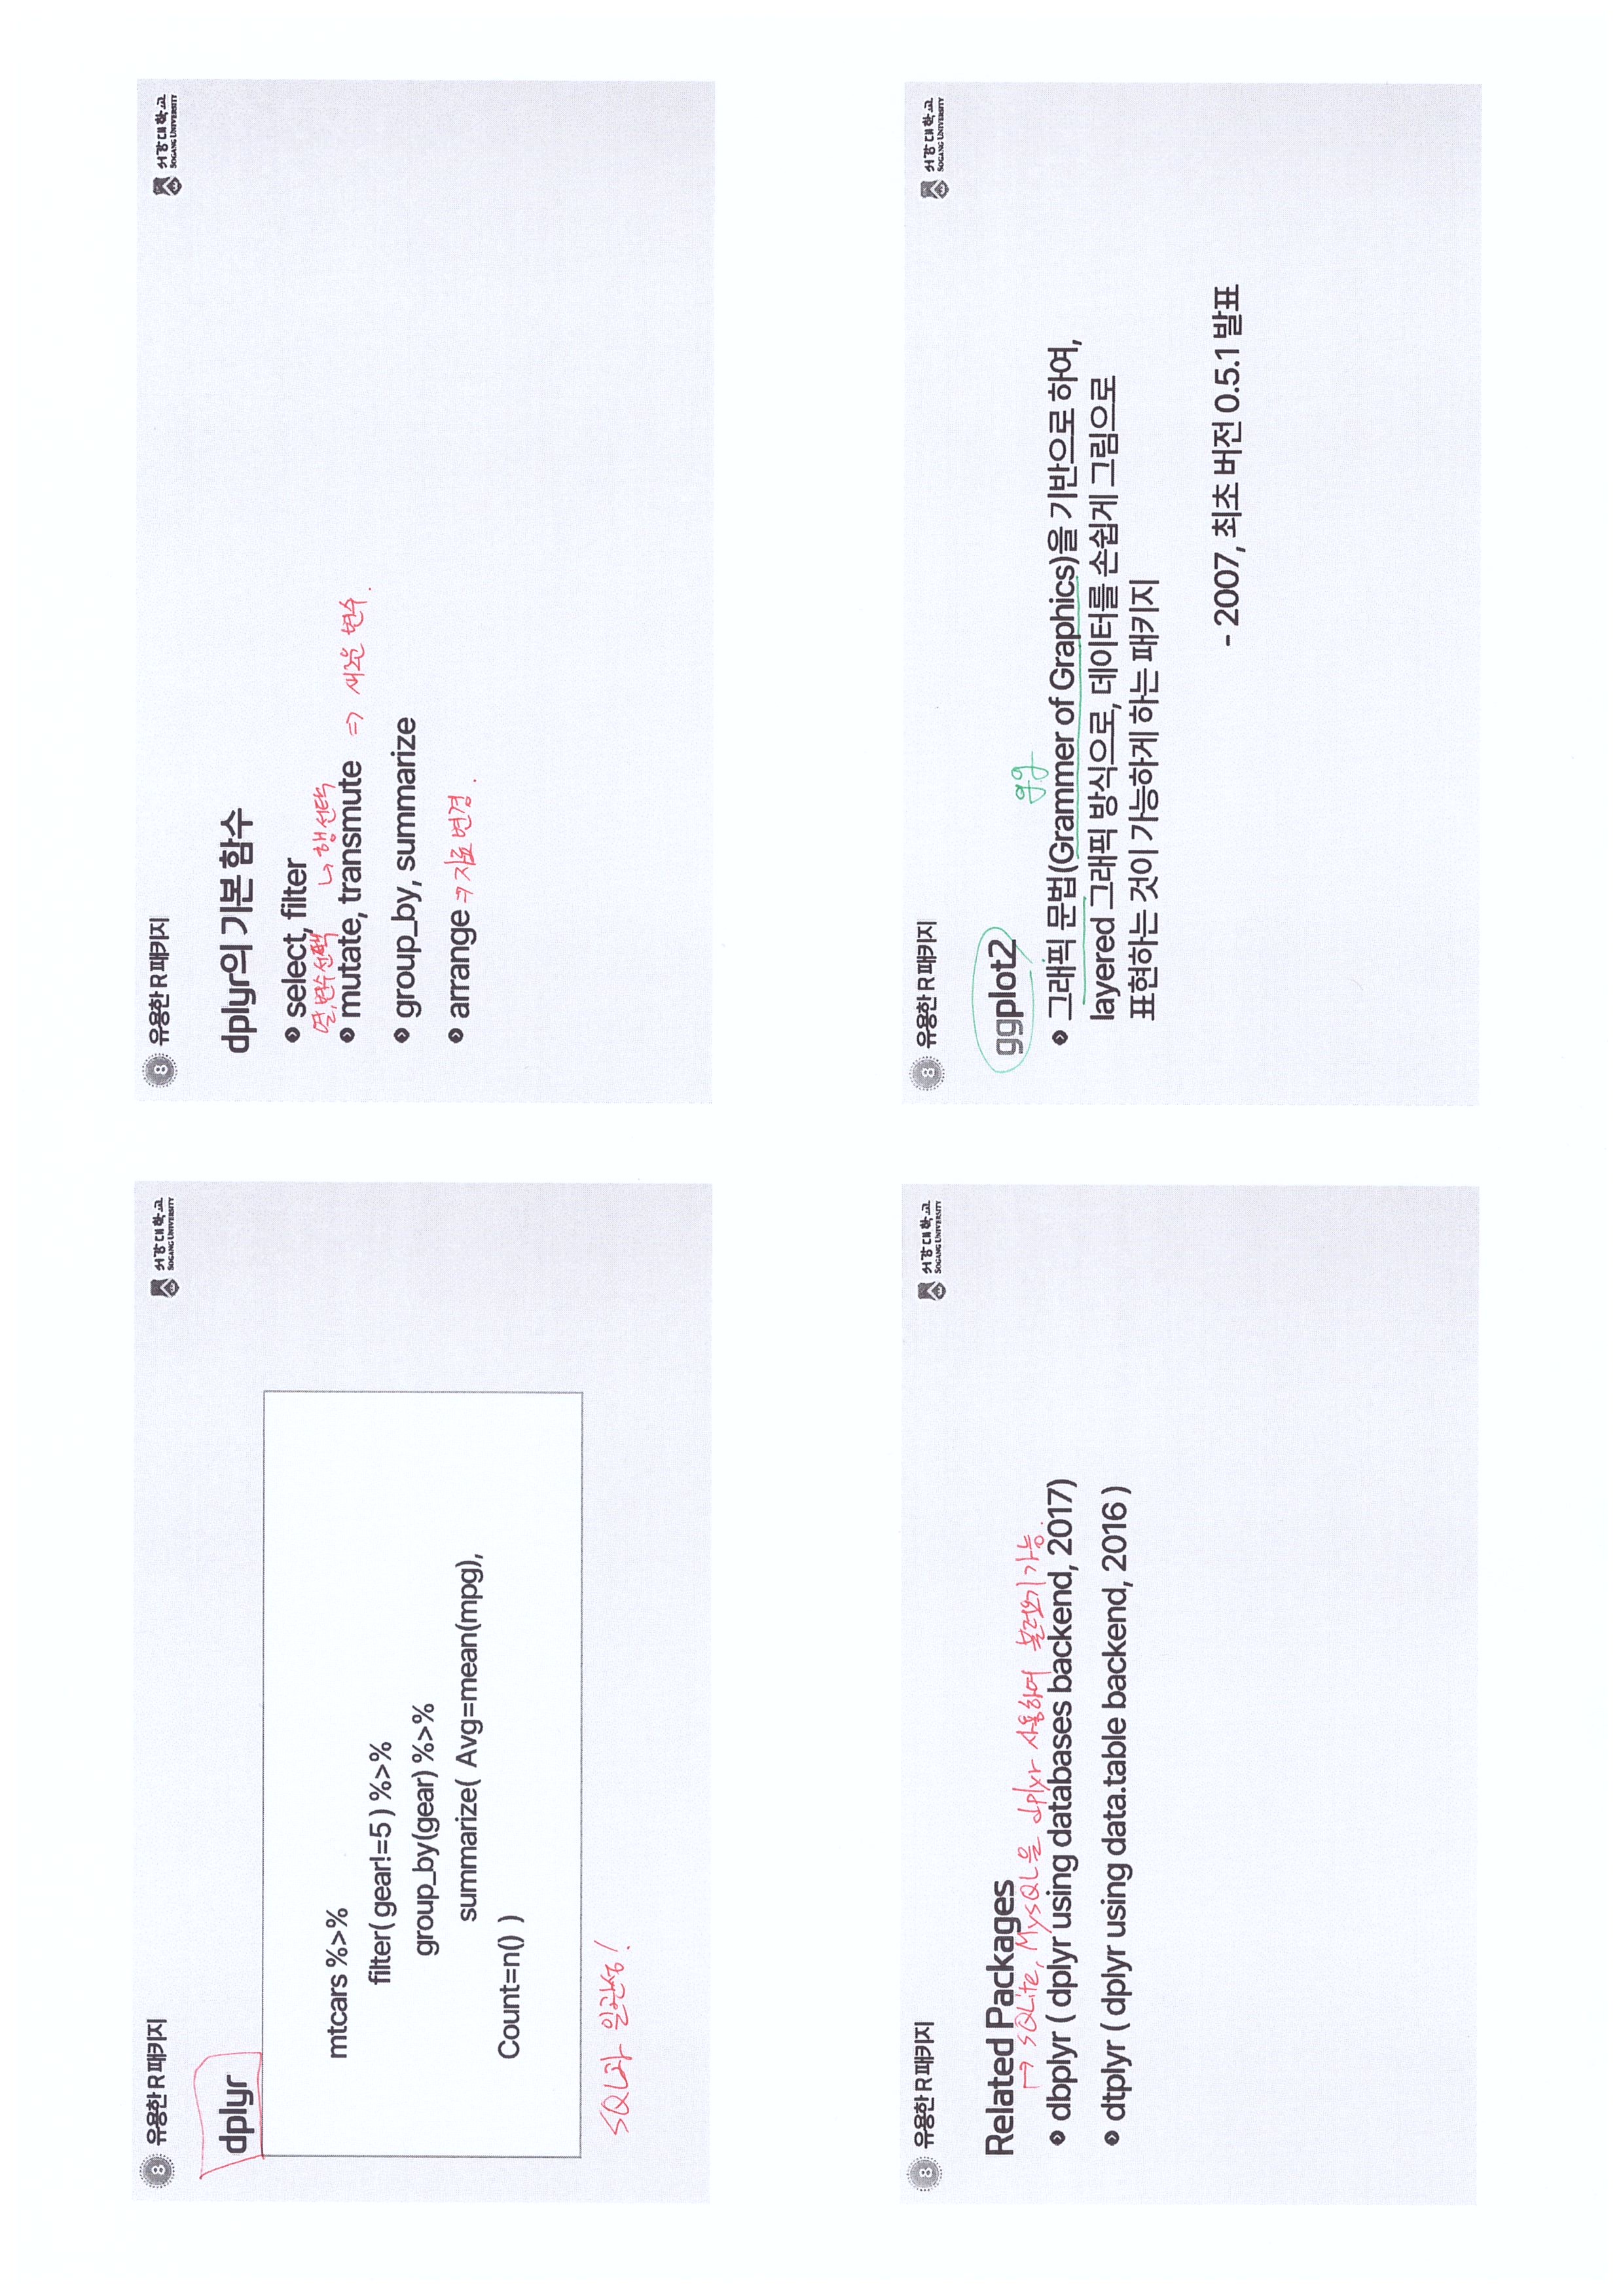 8 유용한 R 패키지
서강대학교
SOGANG UNIVERSITY
dplyr
mtcars %>%
filter( gear!=5 ) %>%
group_by(gear) %>%
summarize( Avg=mean(mpg),
Count=n() )
SQL과 일관성!
8 유용한 R 패키지
서강대학교
SOGANG UNIVERSITY
dplyr의 기본 함수
select, filter
열,변수선택 ↳ 행선택
mutate, transmute => 새로운 변수.
group_by, summarize
arrange => 자료 변경.
8 유용한 R 패키지
서강대학교
SOGANG UNIVERSITY
Related Packages
↦ SQLite, MySQL을 dplyr 사용하여 불러오기 가능.
dbplyr ( dplyr using databases backend, 2017)
dtplyr ( dplyr using data.table backend, 2016 )
8 유용한 R 패키지
서강대학교
SOGANG UNIVERSITY
ggplot2
gg
그래픽 문법(Grammer of Graphics)을 기반으로 하여,
layered 그래픽 방식으로, 데이터를 손쉽게 그림으로
표현하는 것이 가능하게 하는 패키지
- 2007, 최초 버전 0.5.1 발표